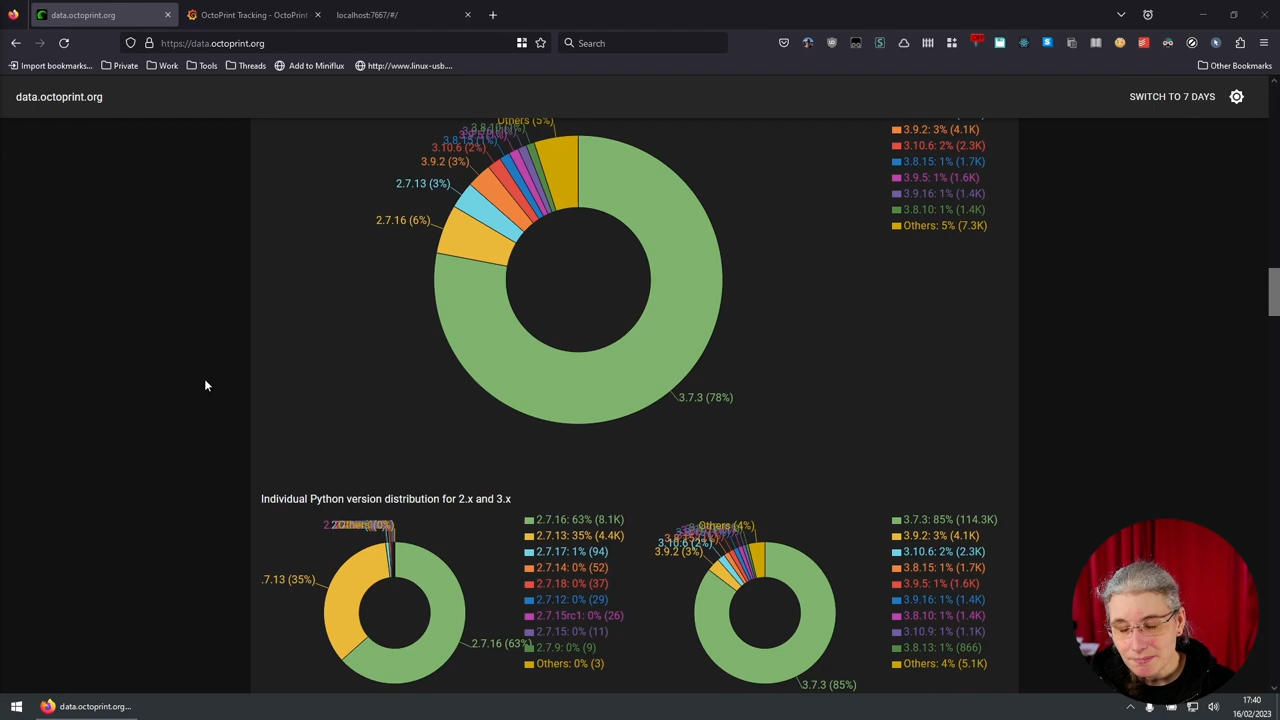 data.octoprint.org
OctoPrint Tracking - OctoPrint
localhost:7667/#/
https://data.octoprint.org
Search
Import bookmarks...
Private
Work
Tools
Threads
Add to Miniflux
http://www.linux-usb....
Other Bookmarks
data.octoprint.org
SWITCH TO 7 DAYS
Others (5%)
3.10.6 (2%)
3.9.2 (3%)
2.7.13 (3%)
2.7.16 (6%)
3.7.3 (78%)
3.9.2: 3% (4.1K)
3.10.6: 2% (2.3K)
3.8.15: 1% (1.7K)
3.9.5: 1% (1.6K)
3.9.16: 1% (1.4K)
3.8.10: 1% (1.4K)
Others: 5% (7.3K)
Individual Python version distribution for 2.x and 3.x
Others (0%)
.7.13 (35%)
2.7.16 (63%)
2.7.16: 63% (8.1K)
2.7.13: 35% (4.4K)
2.7.17: 1% (94)
2.7.14: 0% (52)
2.7.18: 0% (37)
2.7.12: 0% (29)
2.7.15rc1: 0% (26)
2.7.15: 0% (11)
2.7.9: 0% (9)
Others: 0% (3)
Others (4%)
3.10.6 (2%)
3.9.2 (3%)
3.7.3 (85%)
3.7.3: 85% (114.3K)
3.9.2: 3% (4.1K)
3.10.6: 2% (2.3K)
3.8.15: 1% (1.7K)
3.9.5: 1% (1.6K)
3.9.16: 1% (1.4K)
3.8.10: 1% (1.4K)
3.10.9: 1% (1.1K)
3.8.13: 1% (866)
Others: 4% (5.1K)
data.octoprint.org...
17:40
16/02/2023